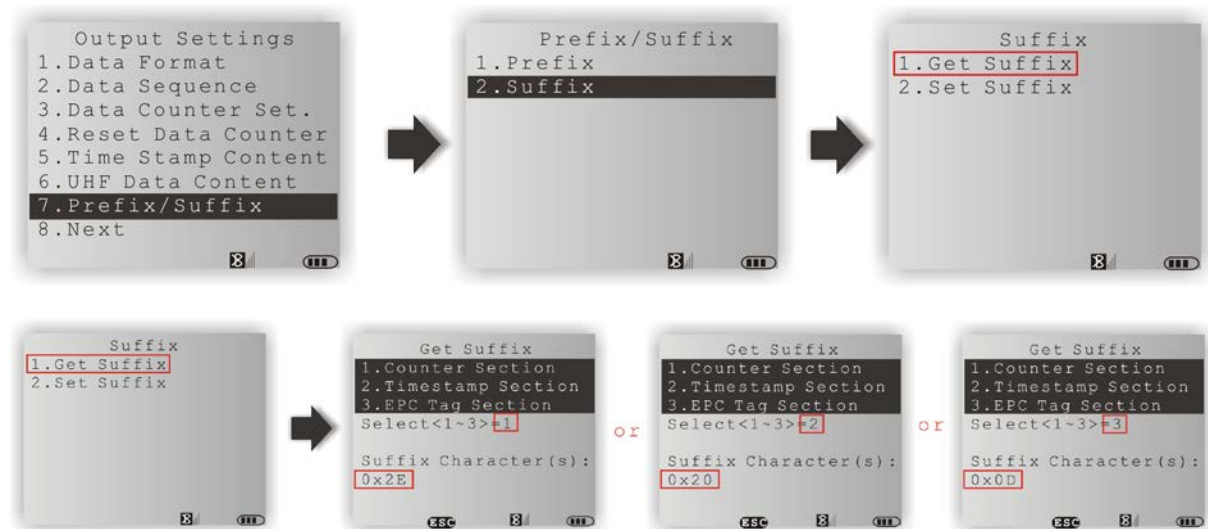 Output Settings
1.Data Format
2.Data Sequence
3.Data Counter Set.
4.Reset Data Counter
5.Time Stamp Content
6.UHF Data Content
7.Prefix/Suffix
8.Next
Prefix/Suffix
1.Prefix
2.Suffix
Suffix
1.Get Suffix
2.Set Suffix
Suffix
1.Get Suffix
2.Set Suffix
Get Suffix
1.Counter Section
2.Timestamp Section
3.EPC Tag Section
Select<1~3>=1
Suffix Character(s):
0x2E
ESC
or
Get Suffix
1.Counter Section
2.Timestamp Section
3.EPC Tag Section
Select<1~3>=2
Suffix Character(s):
0x20
ESC
or
Get Suffix
1.Counter Section
2.Timestamp Section
3.EPC Tag Section
Select<1~3>=3
Suffix Character(s):
0x0D
ESC